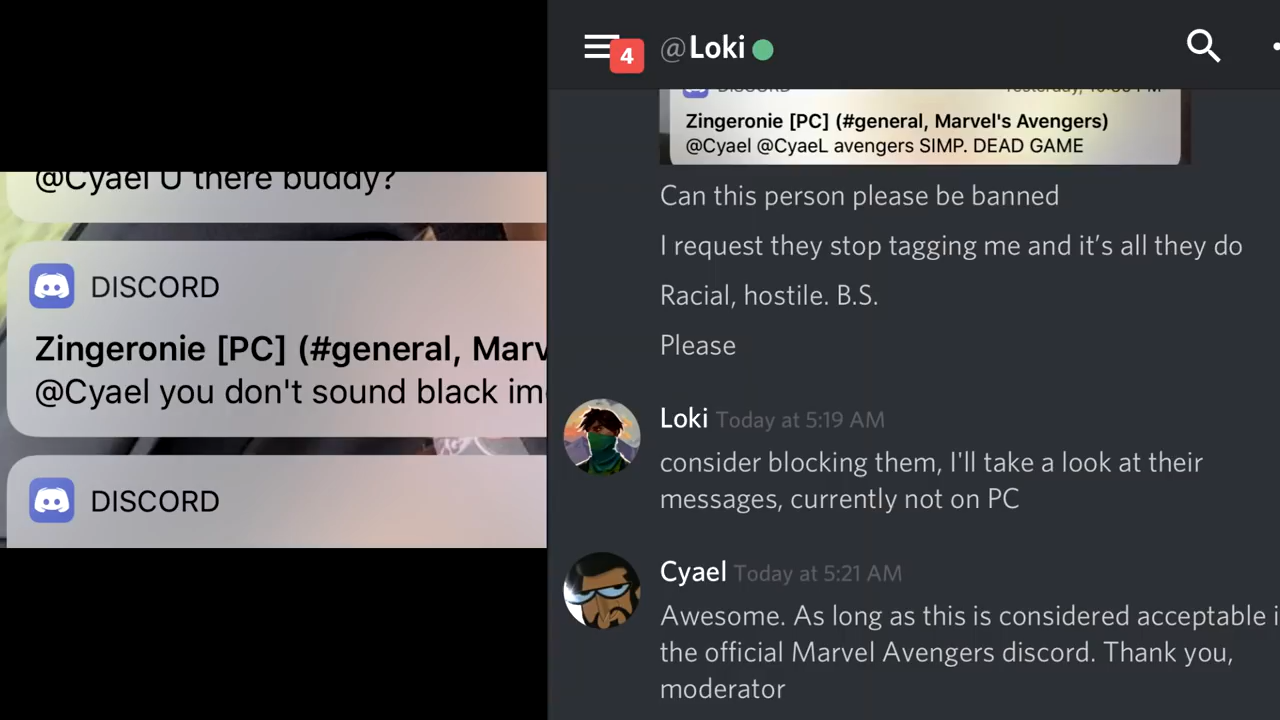 @Cyael U there buddy?
DISCORD
Zingeronie [PC] (#general, Marv
@Cyael you don't sound black im
DISCORD
4
@Loki
DISCORD
Zingeronie [PC] (#general, Marvel's Avengers)
@Cyael @CyaeL avengers SIMP. DEAD GAME
Can this person please be banned
I request they stop tagging me and it’s all they do
Racial, hostile. B.S.
Please
Loki Today at 5:19 AM
consider blocking them, I'll take a look at their
messages, currently not on PC
Cyael Today at 5:21 AM
Awesome. As long as this is considered acceptable i
the official Marvel Avengers discord. Thank you,
moderator